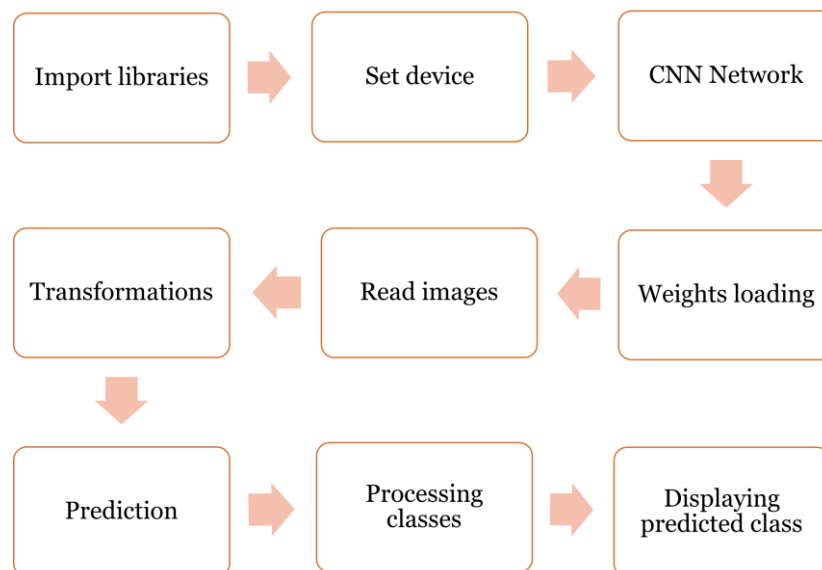 Import libraries
Set device
CNN Network
Weights loading
Read images
Transformations
Prediction
Processing
classes
Displaying
predicted class